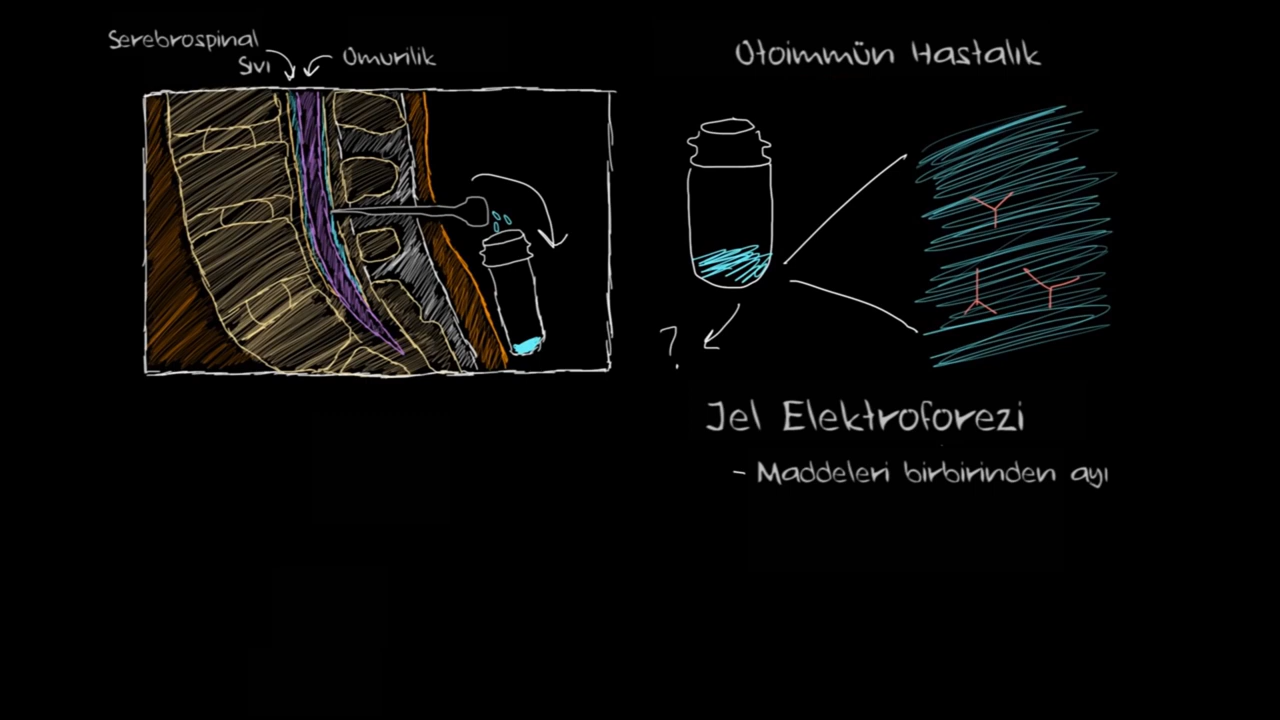 Serebrospinal
Sıvı
Omurilik
Otoimmün Hastalık
?
Jel Elektroforezi
- Maddeleri birbirinden ayı